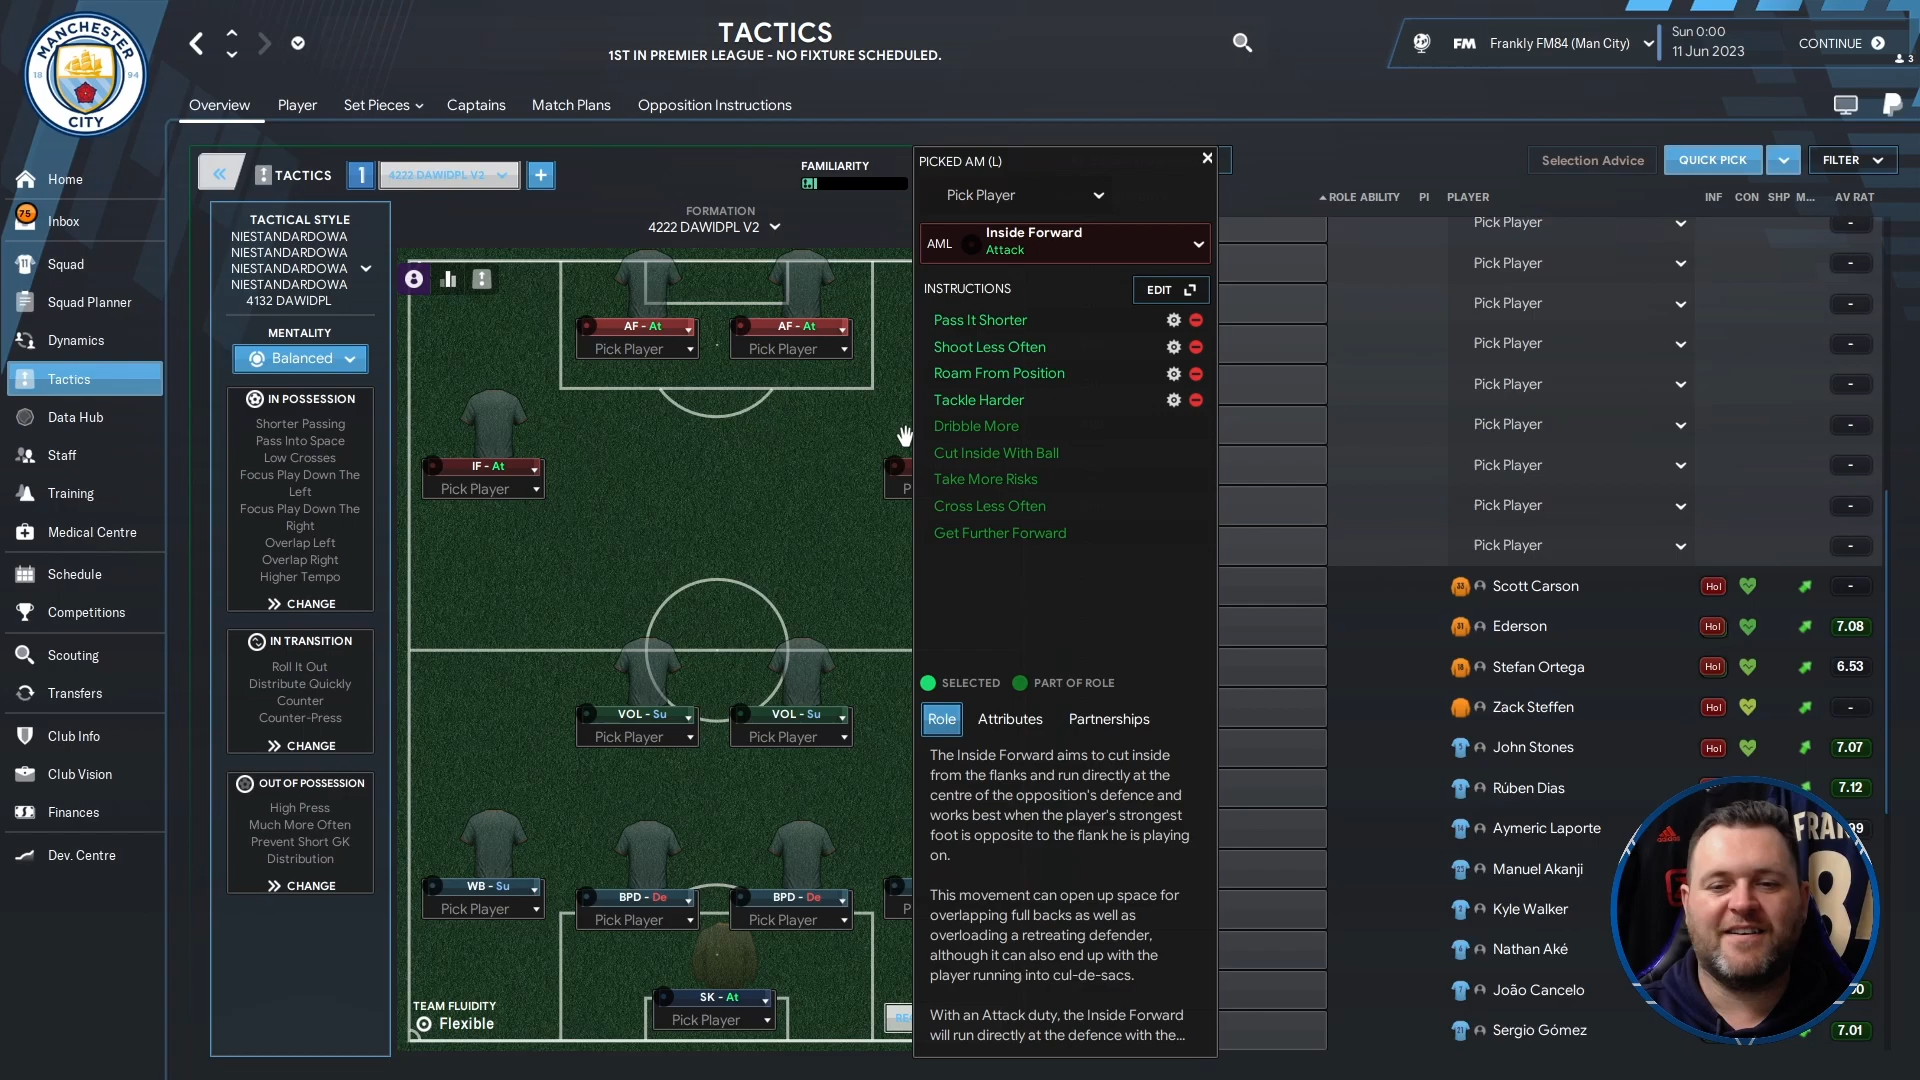 MANCHESTER
18 94
CITY
TACTICS
1ST IN PREMIER LEAGUE - NO FIXTURE SCHEDULED.
FM Frankly FM84 (Man City)
Sun 0:00
11 Jun 2023
CONTINUE
3
Overview Player Set Pieces Captains Match Plans Opposition Instructions
Home
75
Inbox
Squad
Squad Planner
Dynamics
Tactics
Data Hub
Staff
Training
Medical Centre
Schedule
Competitions
Scouting
Transfers
Club Info
Club Vision
Finances
Dev. Centre
TACTICS 1 4222 DAWIDPL V2 +
FAMILIARITY
TACTICAL STYLE
NIESTANDARDOWA
NIESTANDARDOWA
NIESTANDARDOWA
NIESTANDARDOWA
4132 DAWIDPL
MENTALITY
Balanced
IN POSSESSION
Shorter Passing
Pass Into Space
Low Crosses
Focus Play Down The
Left
Focus Play Down The
Right
Overlap Left
Overlap Right
Higher Tempo
CHANGE
IN TRANSITION
Roll It Out
Distribute Quickly
Counter
Counter-Press
CHANGE
OUT OF POSSESSION
High Press
Much More Often
Prevent Short GK
Distribution
CHANGE
FORMATION
4222 DAWIDPL V2
AF - At AF - At
Pick Player Pick Player
IF - At
Pick Player P
VOL - Su VOL - Su
Pick Player Pick Player
WB - Su
Pick Player P
BPD - De BPD - De
Pick Player Pick Player
SK - At
Pick Player
TEAM FLUIDITY
Flexible
PICKED AM (L)
Pick Player
AML Inside Forward
Attack
INSTRUCTIONS EDIT
Pass It Shorter
Shoot Less Often
Roam From Position
Tackle Harder
Dribble More
Cut Inside With Ball
Take More Risks
Cross Less Often
Get Further Forward
SELECTED PART OF ROLE
Role Attributes Partnerships
The Inside Forward aims to cut inside
from the flanks and run directly at the
centre of the opposition's defence and
works best when the player's strongest
foot is opposite to the flank he is playing
on.
This movement can open up space for
overlapping full backs as well as
overloading a retreating defender,
although it can also end up with the
player running into cul-de-sacs.
With an Attack duty, the Inside Forward
will run directly at the defence with the...
Selection Advice QUICK PICK FILTER
ROLE ABILITY PI PLAYER INF CON SHP M... AV RAT
Pick Player -
Pick Player -
Pick Player -
Pick Player -
Pick Player -
Pick Player -
Pick Player -
Pick Player -
Pick Player -
Scott Carson Hol -
Ederson Hol 7.08
Stefan Ortega Hol 6.53
Zack Steffen Hol -
John Stones Hol 7.07
Rúben Dias 7.12
Aymeric Laporte
Manuel Akanji
Kyle Walker
Nathan Aké
João Cancelo
Sergio Gómez 7.01
FRAN
8